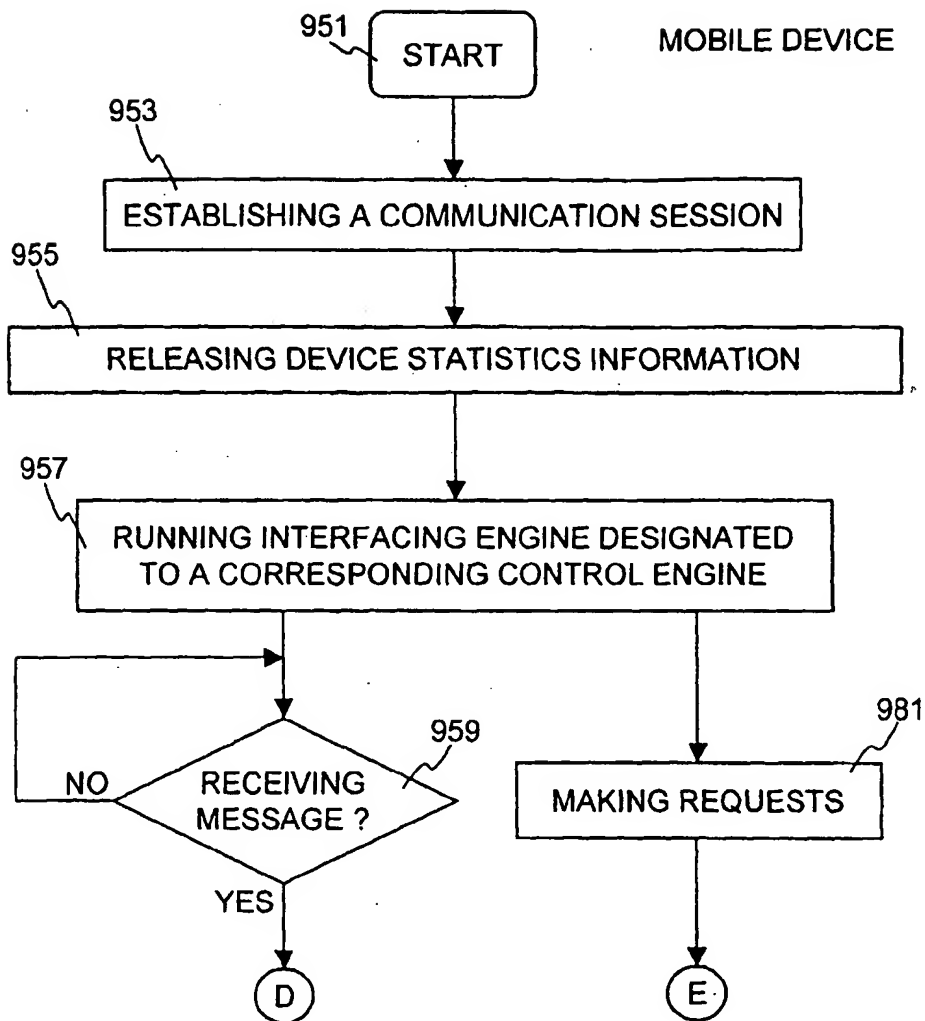 951
START
MOBILE DEVICE
953
ESTABLISHING A COMMUNICATION SESSION
955
RELEASING DEVICE STATISTICS INFORMATION
957
RUNNING INTERFACING ENGINE DESIGNATED
TO A CORRESPONDING CONTROL ENGINE
959
NO
RECEIVING
MESSAGE ?
YES
D
981
MAKING REQUESTS
E